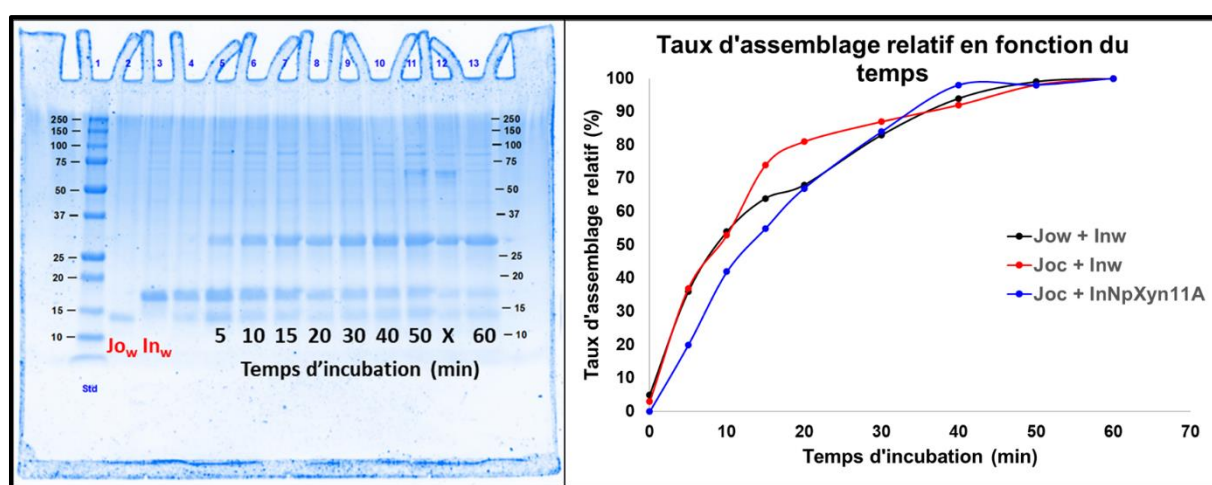 1 2 3 4 5 6 7 8 9 10 11 12 13
250
150
100
75
50
37
25
20
15
10
250
150
100
75
50
37
25
20
15
10
Jow Inw
5 10 15 20 30 40 50 X 60
Temps d'incubation (min)
Std
Taux d'assemblage relatif en fonction du
temps
Taux d'assemblage relatif (%)
100
90
80
70
60
50
40
30
20
10
0
0 10 20 30 40 50 60 70
Temps d'incubation (min)
Jow + Inw
Joc + Inw
Joc + InNpXyn11A